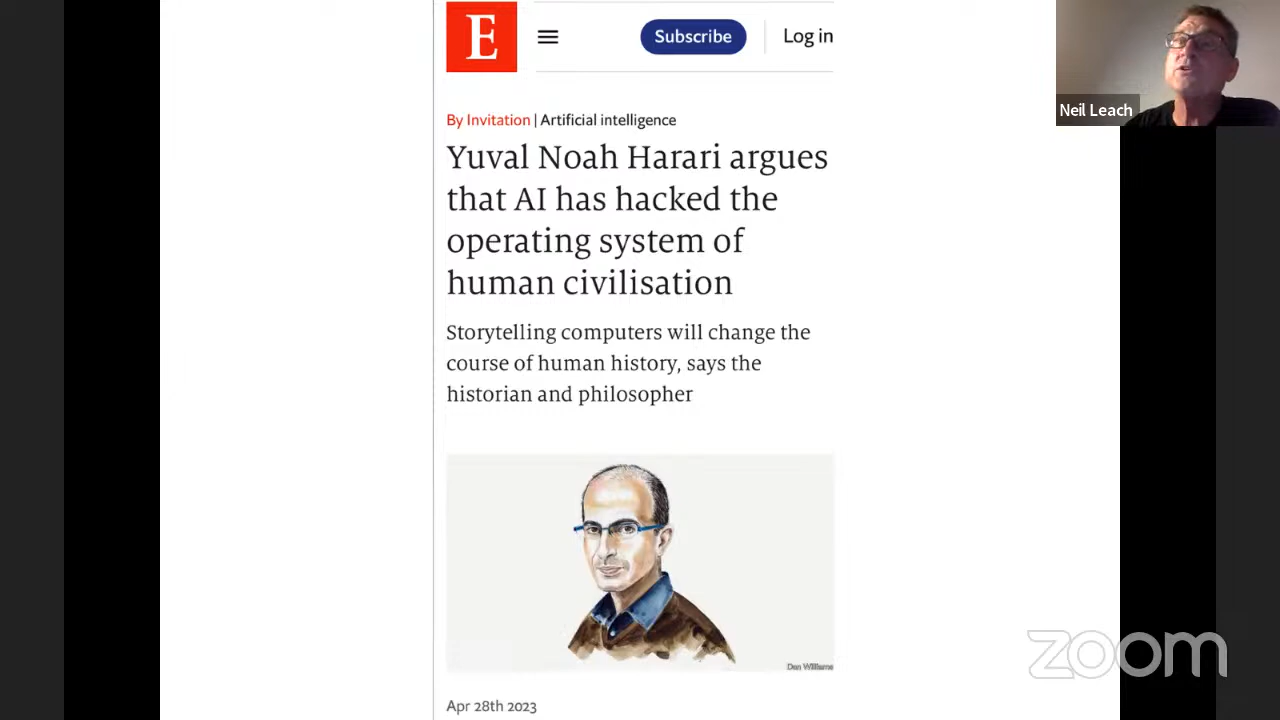 E
Subscribe
Log in
Neil Leach
By Invitation | Artificial intelligence
Yuval Noah Harari argues
that AI has hacked the
operating system of
human civilisation
Storytelling computers will change the
course of human history, says the
historian and philosopher
Dan Williams
Apr 28th 2023
zoom